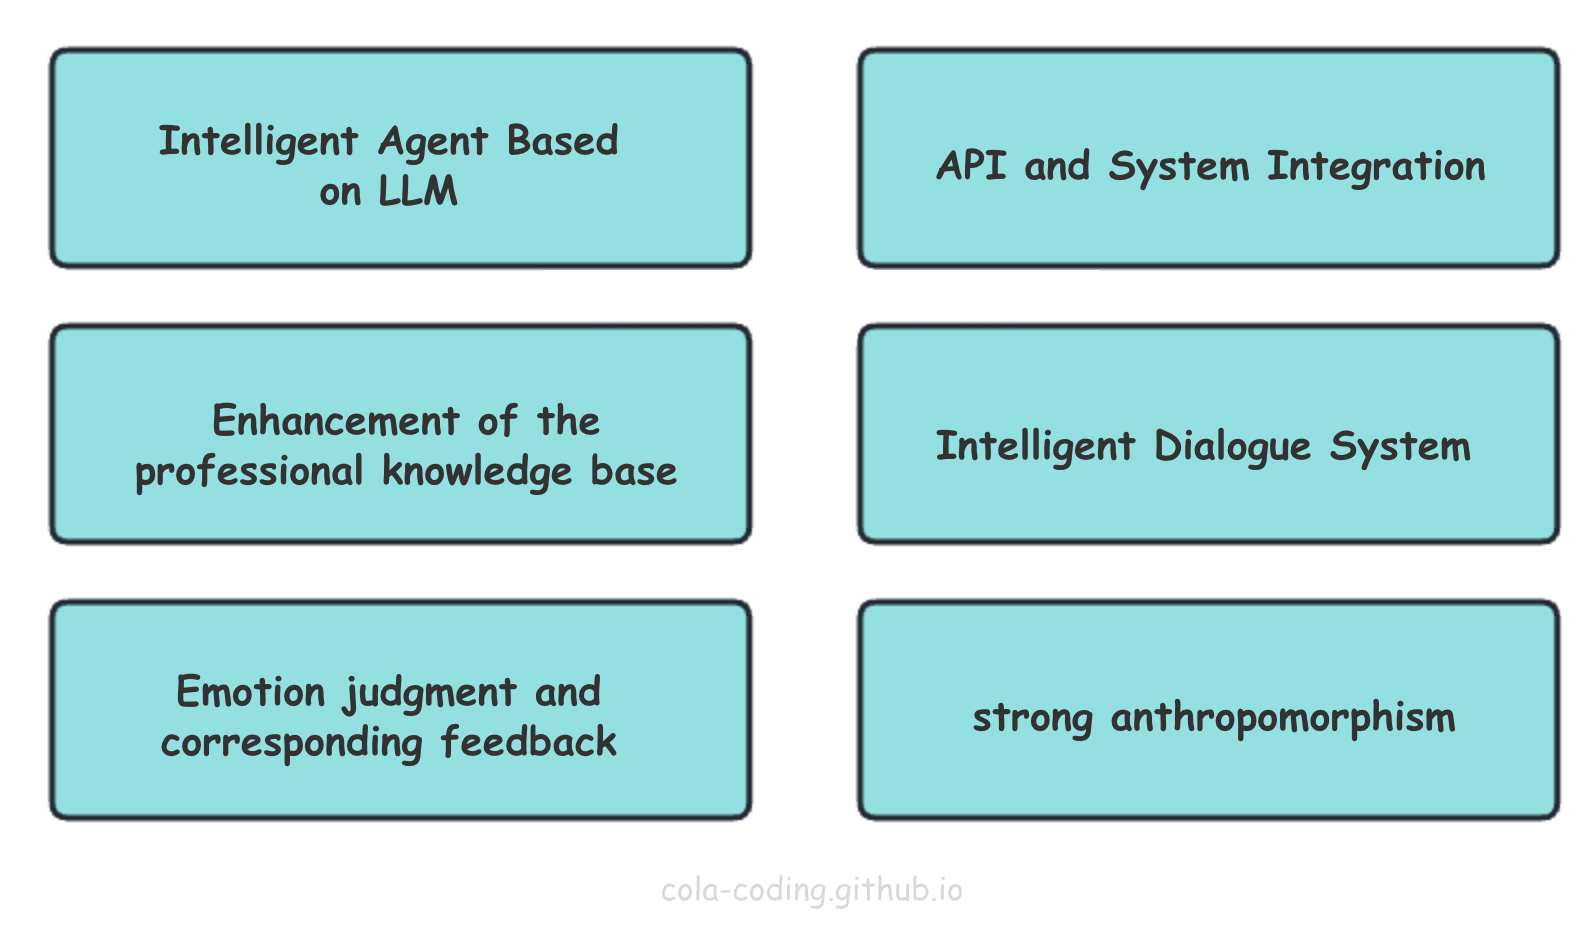 Intelligent Agent Based
on LLM
API and System Integration
Enhancement of the
professional knowledge base
Intelligent Dialogue System
Emotion judgment and
corresponding feedback
strong anthropomorphism
cola-coding.github.io